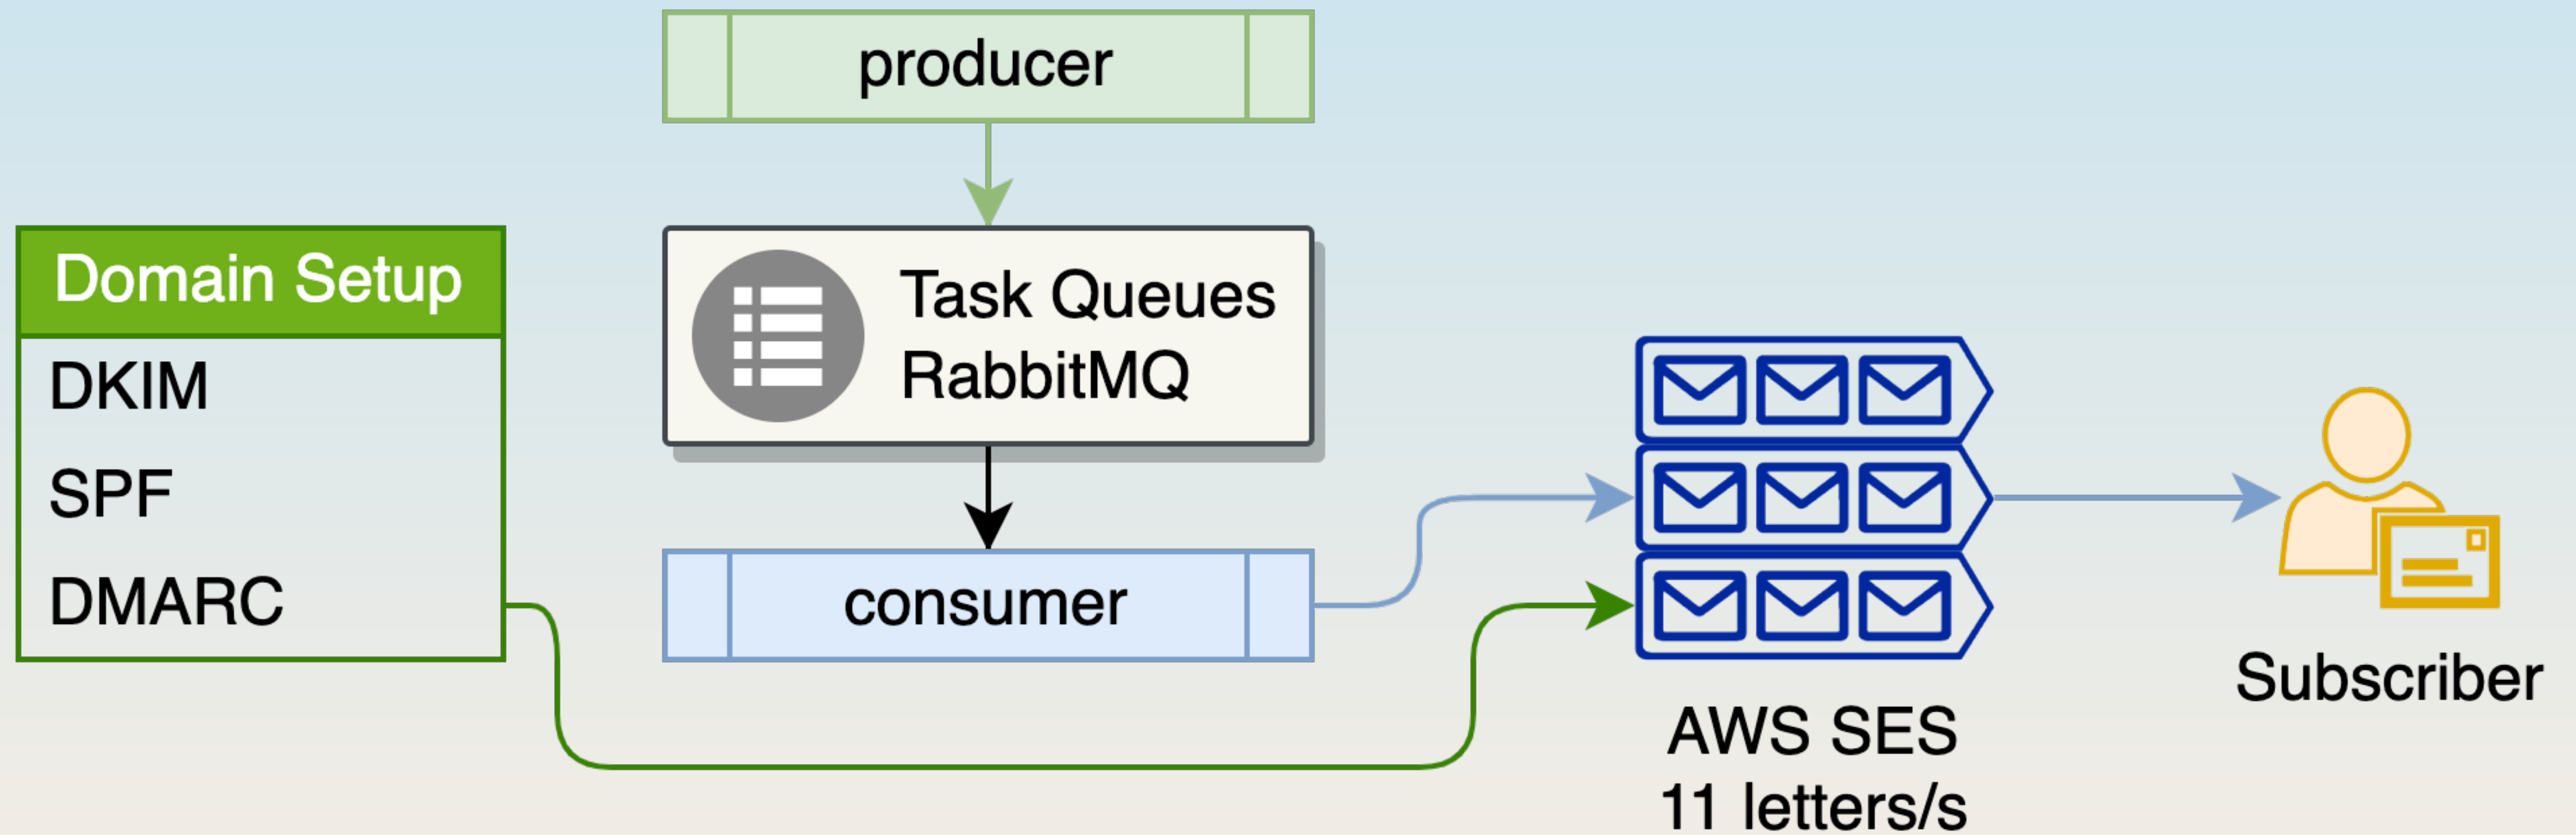 producer
Domain Setup
DKIM
SPF
DMARC
Task Queues
RabbitMQ
consumer
AWS SES
11 letters/s
Subscriber